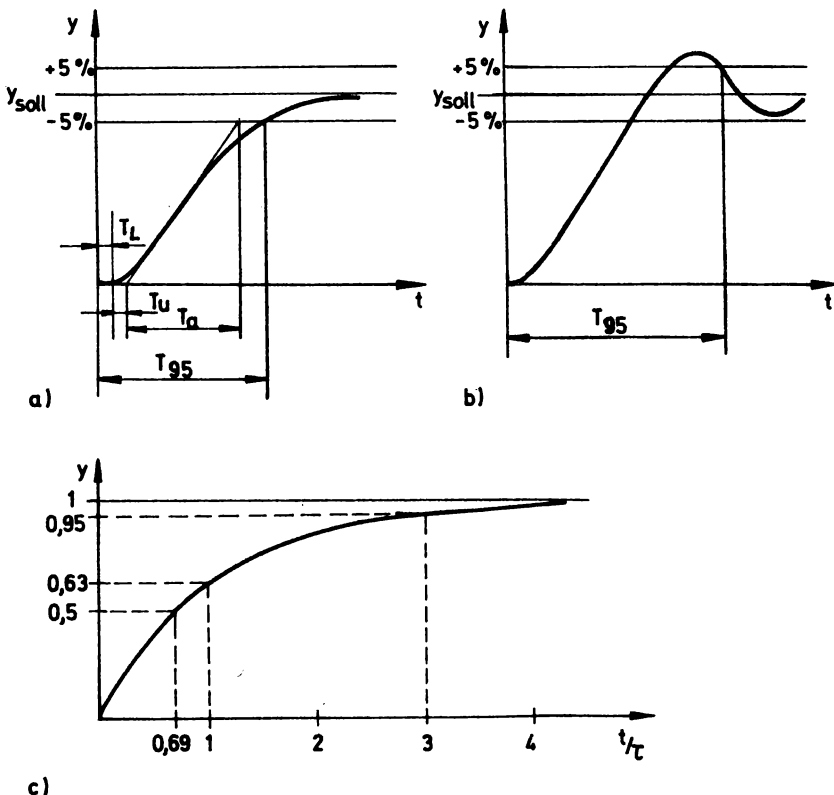 y
+5%
y_soll
-5%
T_L
t
T_u
T_a
T_95
a)
y
+5%
y_soll
-5%
t
T_95
b)
y
1
0,95
0,63
0,5
0,69 1 2 3 4 t/τ
c)